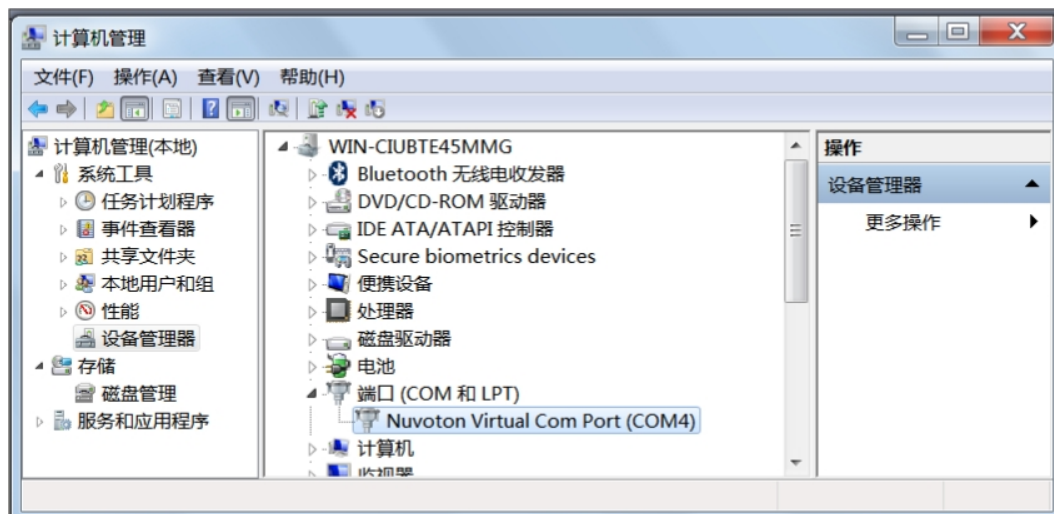 计算机管理
文件(F) 操作(A) 查看(V) 帮助(H)
计算机管理(本地)
系统工具
任务计划程序
事件查看器
共享文件夹
本地用户和组
性能
设备管理器
存储
磁盘管理
服务和应用程序
WIN-CIUBTE45MMG
Bluetooth 无线电收发器
DVD/CD-ROM 驱动器
IDE ATA/ATAPI 控制器
Secure biometrics devices
便携设备
处理器
磁盘驱动器
电池
端口 (COM 和 LPT)
Nuvoton Virtual Com Port (COM4)
计算机
监视器
操作
设备管理器
更多操作